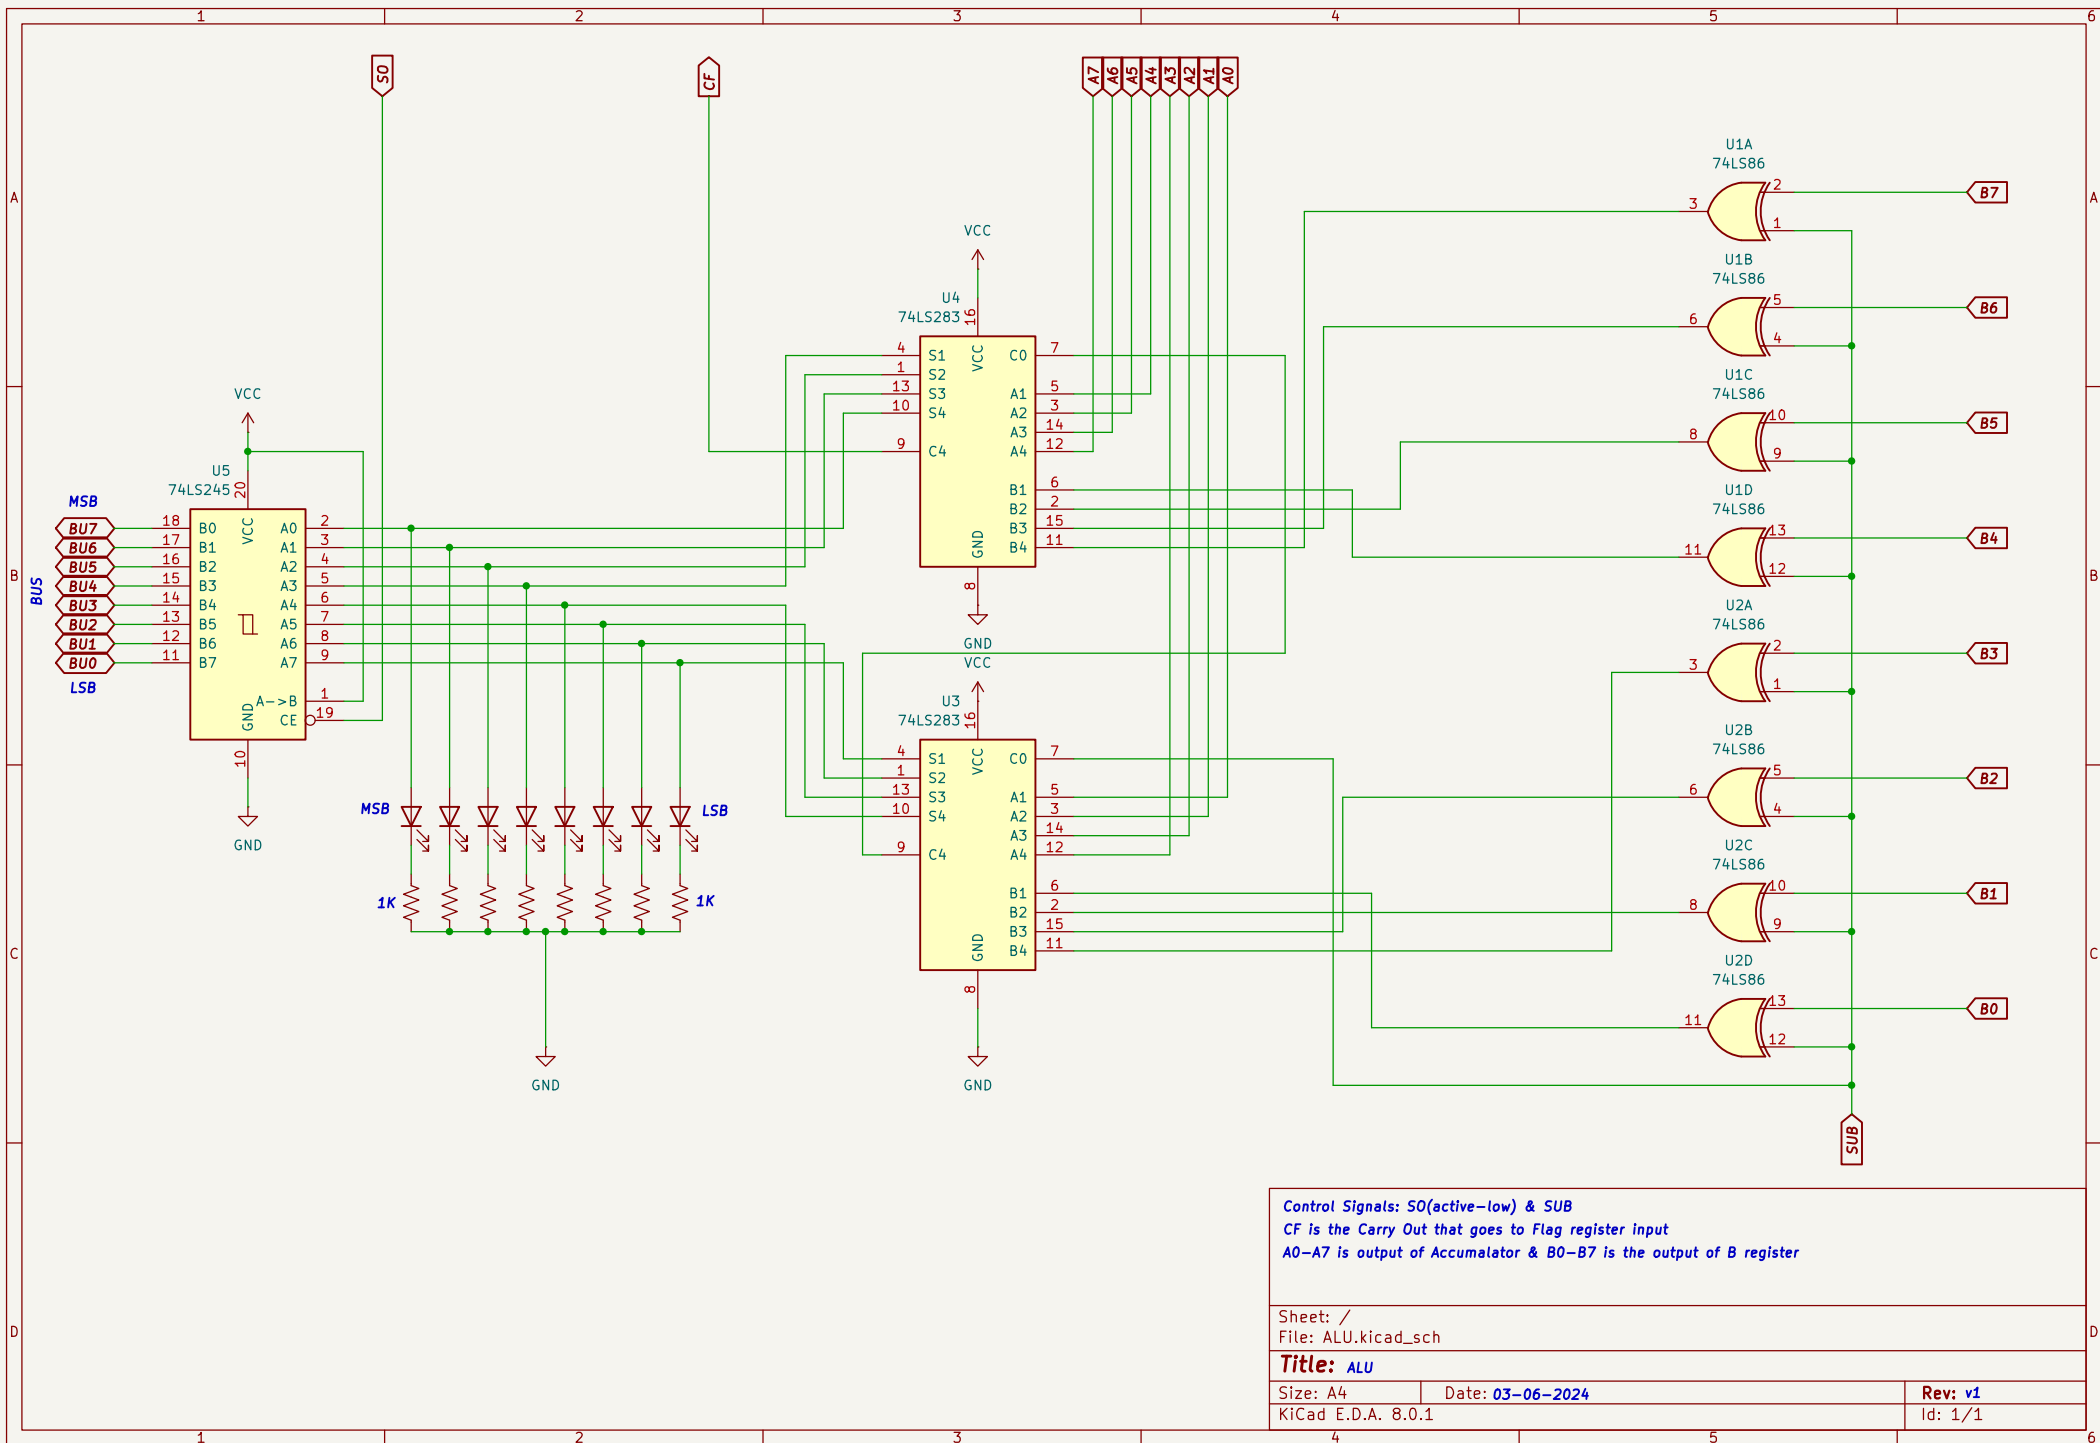 1 2 3 4 5 6
A
B
C
D
A
B
C
D
1 2 3 4 5 6
SO
CF
A7 A6 A5 A4 A3 A2 A1 A0
VCC
U5
74LS245
20
MSB
BUS
BU7 18 B0 A0 2
BU6 17 B1 A1 3
BU5 16 B2 A2 4
BU4 15 B3 A3 5
BU3 14 B4 A4 6
BU2 13 B5 A5 7
BU1 12 B6 A6 8
BU0 11 B7 A7 9
LSB
VCC
GND
A->B 1
CE 19
10
GND
MSB
LSB
1K
1K
GND
VCC
U4
74LS283
16
VCC
4 S1 C0 7
1 S2
13 S3 A1 5
10 S4 A2 3
A3 14
9 C4 A4 12
B1 6
B2 2
B3 15
B4 11
GND
8
GND
VCC
U3
74LS283
16
VCC
4 S1 C0 7
1 S2
13 S3 A1 5
10 S4 A2 3
A3 14
9 C4 A4 12
B1 6
B2 2
B3 15
B4 11
GND
8
GND
U1A
74LS86
3 2 1 B7
U1B
74LS86
6 5 4 B6
U1C
74LS86
8 10 9 B5
U1D
74LS86
11 13 12 B4
U2A
74LS86
3 2 1 B3
U2B
74LS86
6 5 4 B2
U2C
74LS86
8 10 9 B1
U2D
74LS86
11 13 12 B0
SUB
Control Signals: SO(active-low) & SUB
CF is the Carry Out that goes to Flag register input
A0-A7 is output of Accumalator & B0-B7 is the output of B register
Sheet: /
File: ALU.kicad_sch
Title: ALU
Size: A4 Date: 03-06-2024 Rev: v1
KiCad E.D.A. 8.0.1 Id: 1/1